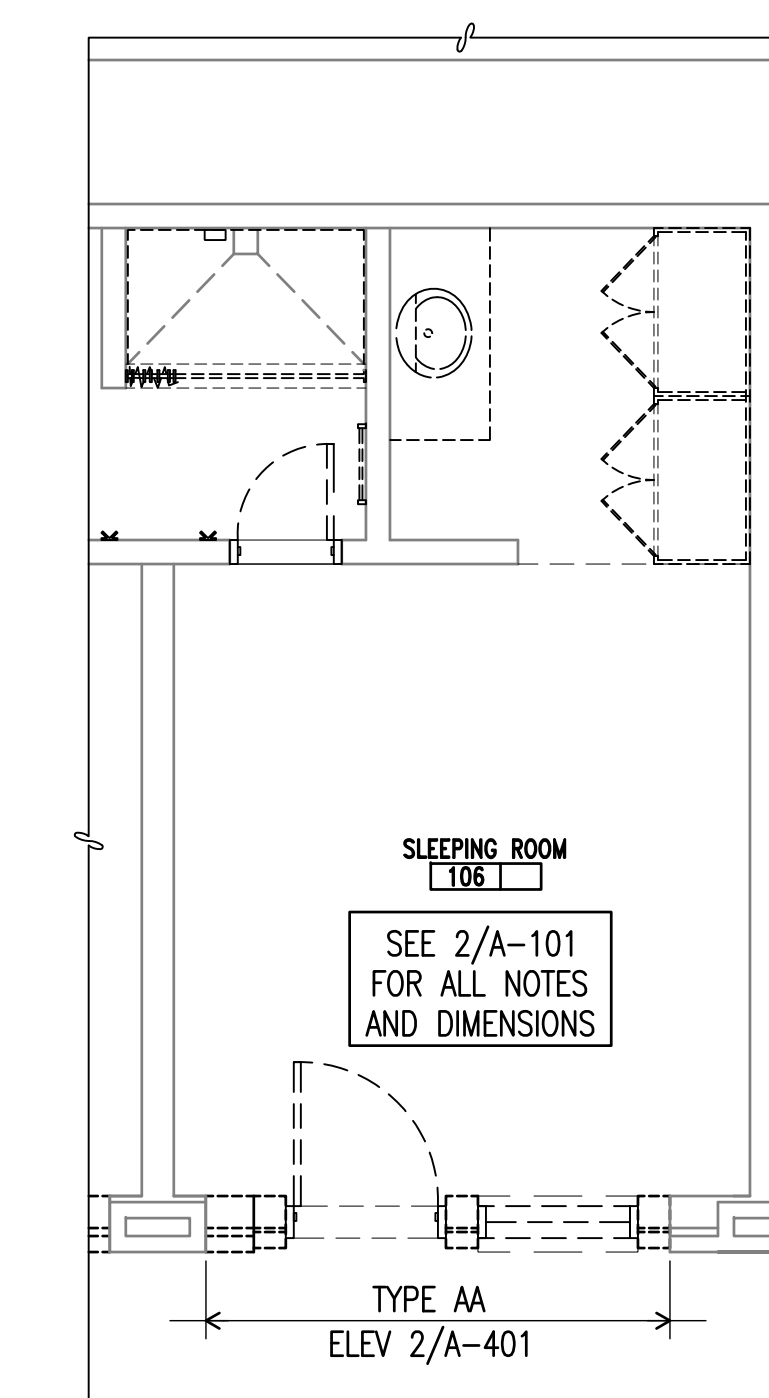 SLEEPING ROOM
106
SEE 2/A-101
FOR ALL NOTES
AND DIMENSIONS
TYPE AA
ELEV 2/A-401